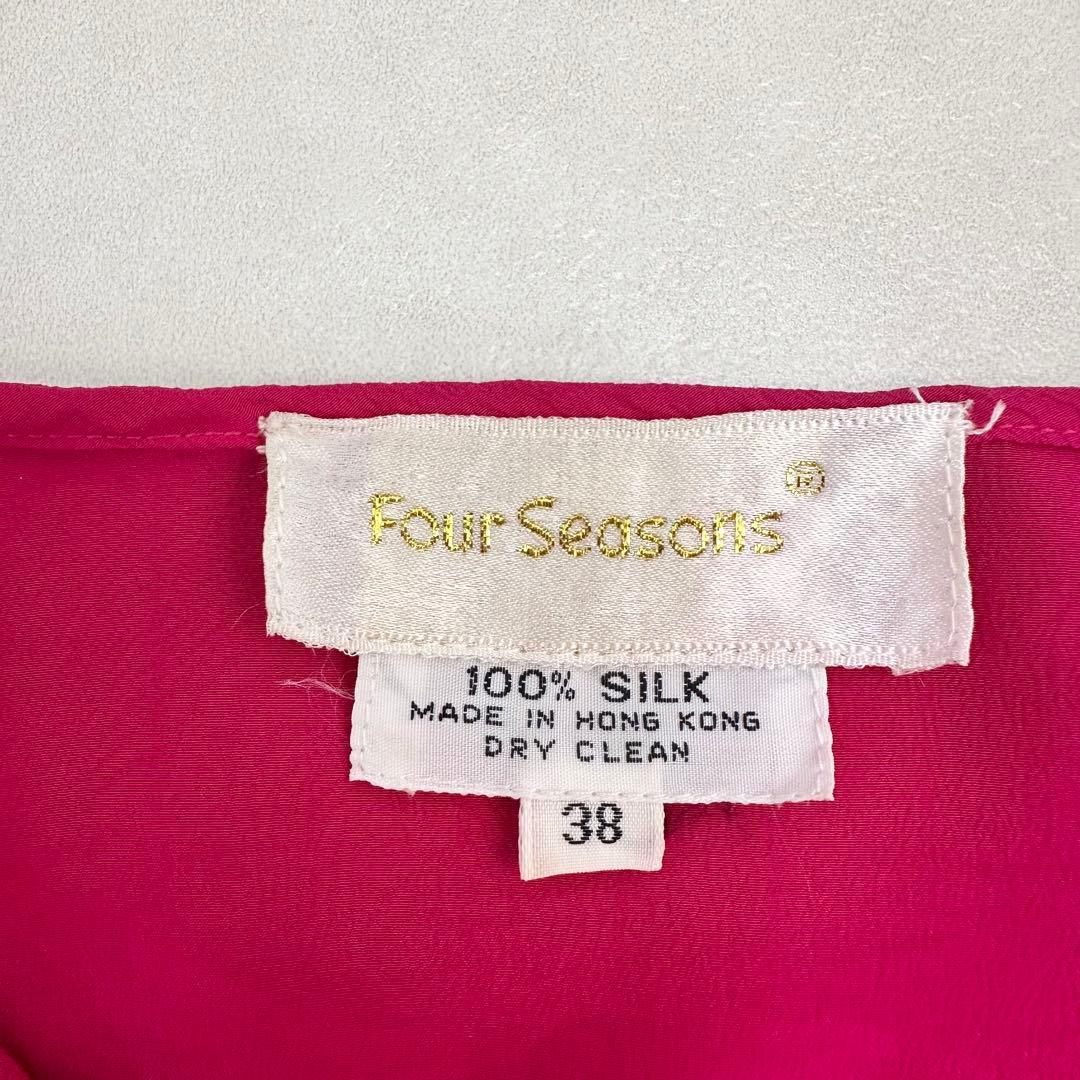 Four Seasons ®
100% SILK
MADE IN HONG KONG
DRY CLEAN
38